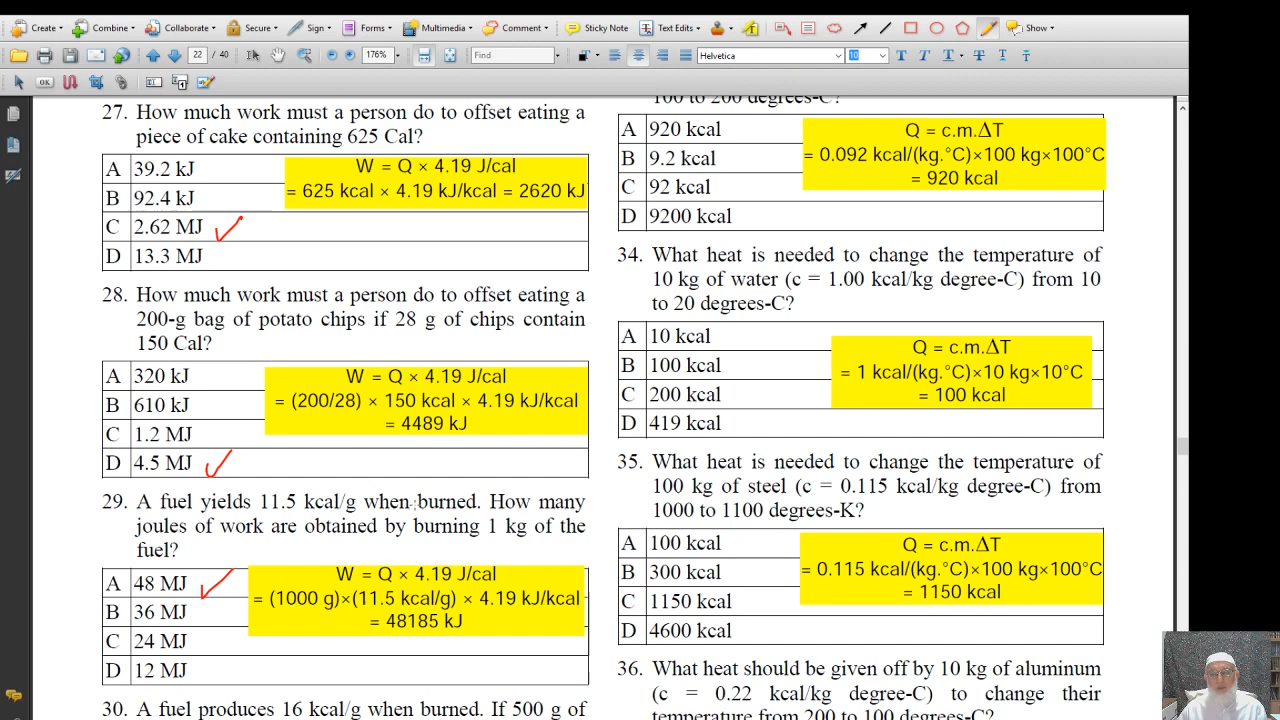 Create
Combine
Collaborate
Secure
Sign
Forms
Multimedia
Comment
Sticky Note
Text Edits
Show
22 / 40
176%
Find
Helvetica
10
OK
27. How much work must a person do to offset eating a
piece of cake containing 625 Cal?
A 39.2 kJ
B 92.4 kJ
C 2.62 MJ
D 13.3 MJ
W = Q × 4.19 J/cal
= 625 kcal × 4.19 kJ/kcal = 2620 kJ
28. How much work must a person do to offset eating a
200-g bag of potato chips if 28 g of chips contain
150 Cal?
A 320 kJ
B 610 kJ
C 1.2 MJ
D 4.5 MJ
W = Q × 4.19 J/cal
= (200/28) × 150 kcal × 4.19 kJ/kcal
= 4489 kJ
29. A fuel yields 11.5 kcal/g when burned. How many
joules of work are obtained by burning 1 kg of the
fuel?
A 48 MJ
B 36 MJ
C 24 MJ
D 12 MJ
W = Q × 4.19 J/cal
= (1000 g)×(11.5 kcal/g) × 4.19 kJ/kcal
= 48185 kJ
30. A fuel produces 16 kcal/g when burned. If 500 g of
100 to 200 degrees-C?
A 920 kcal
B 9.2 kcal
C 92 kcal
D 9200 kcal
Q = c.m.ΔT
= 0.092 kcal/(kg.°C)×100 kg×100°C
= 920 kcal
34. What heat is needed to change the temperature of
10 kg of water (c = 1.00 kcal/kg degree-C) from 10
to 20 degrees-C?
A 10 kcal
B 100 kcal
C 200 kcal
D 419 kcal
Q = c.m.ΔT
= 1 kcal/(kg.°C)×10 kg×10°C
= 100 kcal
35. What heat is needed to change the temperature of
100 kg of steel (c = 0.115 kcal/kg degree-C) from
1000 to 1100 degrees-K?
A 100 kcal
B 300 kcal
C 1150 kcal
D 4600 kcal
Q = c.m.ΔT
= 0.115 kcal/(kg.°C)×100 kg×100°C
= 1150 kcal
36. What heat should be given off by 10 kg of aluminum
(c = 0.22 kcal/kg degree-C) to change their
temperature from 200 to 100 degrees-C?